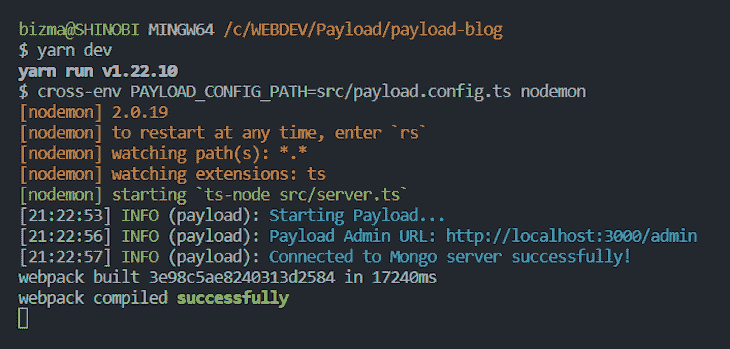 bizma@SHINOBI MINGW64 /c/WEBDEV/Payload/payload-blog
$ yarn dev
yarn run v1.22.10
$ cross-env PAYLOAD_CONFIG_PATH=src/payload.config.ts nodemon
[nodemon] 2.0.19
[nodemon] to restart at any time, enter `rs`
[nodemon] watching path(s): *.*
[nodemon] watching extensions: ts
[nodemon] starting `ts-node src/server.ts`
[21:22:53] INFO (payload): Starting Payload...
[21:22:56] INFO (payload): Payload Admin URL: http://localhost:3000/admin
[21:22:57] INFO (payload): Connected to Mongo server successfully!
webpack built 3e98c5ae8240313d2584 in 17240ms
webpack compiled successfully